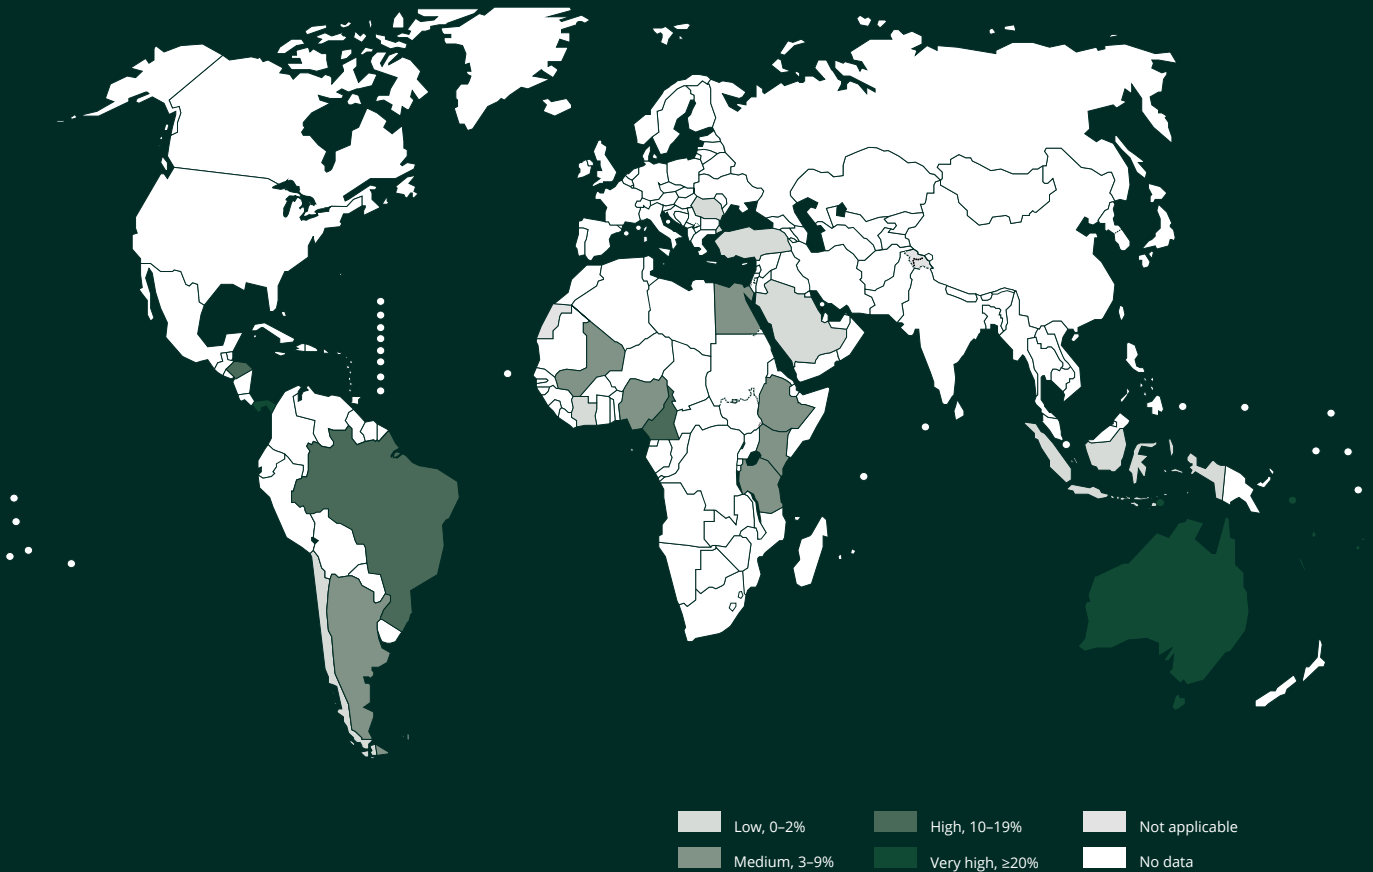 Low, 0–2%
High, 10–19%
Not applicable
Medium, 3–9%
Very high, ≥20%
No data